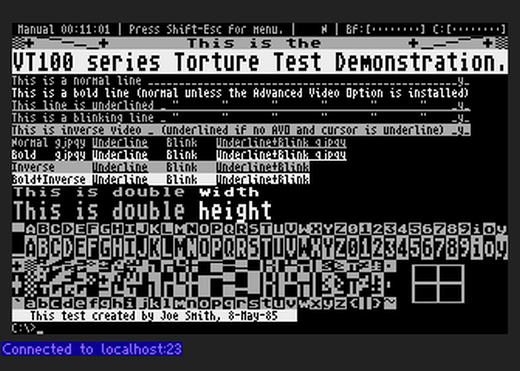 Manual 00:11:01 | Press Shift-Esc for menu. | N | BF:[········] C:[········]
This is the
VT100 series Torture Test Demonstration.
This is a normal line __________________________________________________y_
This is a bold line (normal unless the Advanced Video Option is installed)
This line is underlined _ " " " " " " _y_
This is a blinking line _ " " " " " " _y_
This is inverse video _ (underlined if no AVO and cursor is underline) _y_
Normal gjpqy Underline Blink Underline+Blink gjpqy
Bold gjpqy Underline Blink Underline+Blink gjpqy
Inverse Underline Blink Underline+Blink
Bold+Inverse Underline Blink Underline+Blink
This is double width
This is double height
_ABCDEFGHIJKLMNOPQRSTUVWXYZ0123456789ioy
_ABCDEFGHIJKLMNOPQRSTUVWXYZ0123456789ioy
`abcdefghijklmnopqrstuvwxyz{|}~
This test created by Joe Smith, 8-May-85
C:\>_
Connected to localhost:23